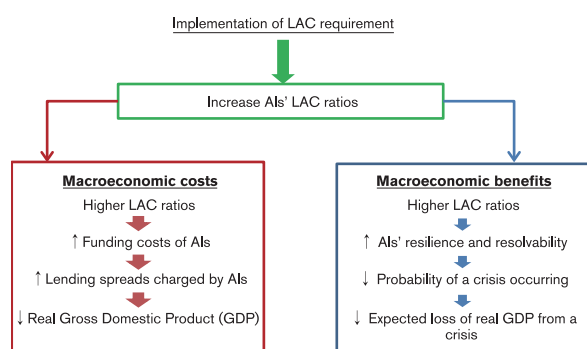 Implementation of LAC requirement
Increase AIs' LAC ratios
Macroeconomic costs
Higher LAC ratios
↑ Funding costs of AIs
↑ Lending spreads charged by AIs
↓ Real Gross Domestic Product (GDP)
Macroeconomic benefits
Higher LAC ratios
↑ AIs' resilience and resolvability
↓ Probability of a crisis occurring
↓ Expected loss of real GDP from a
crisis